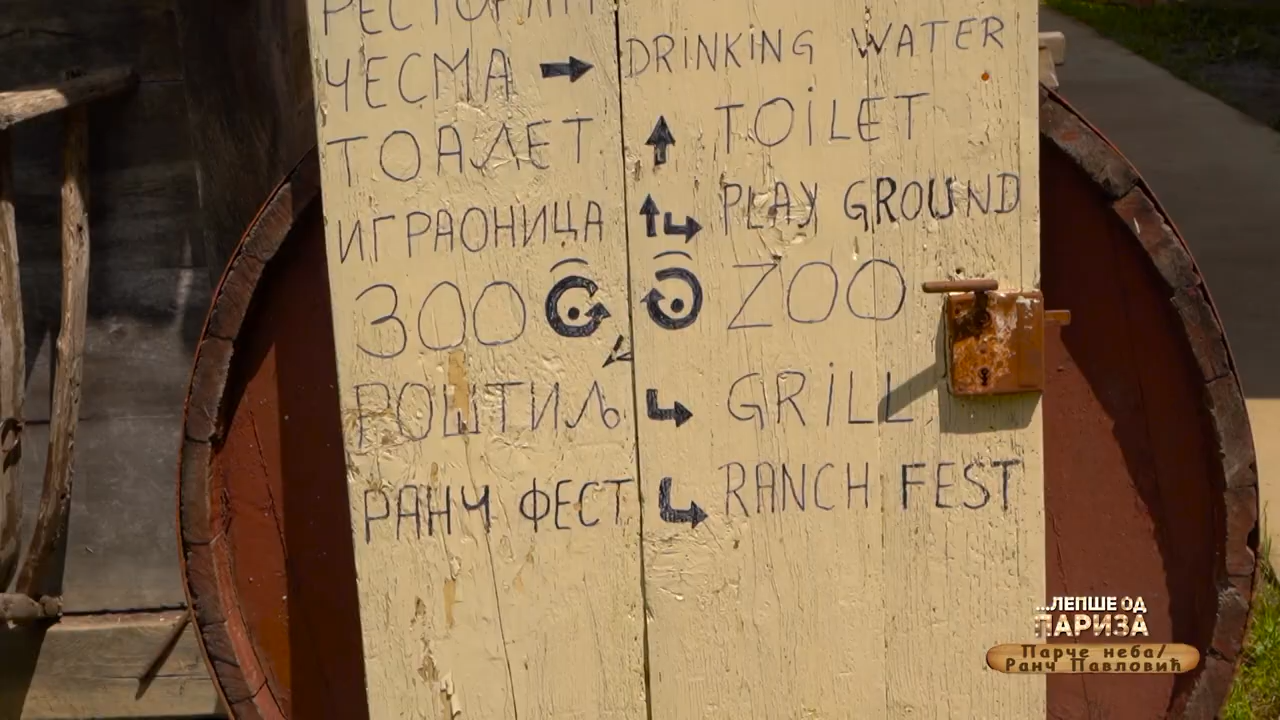 РЕСТОРАН
ЧЕСМА → DRINKING WATER
ТОАЛЕТ TOILET
ИГРАОНИЦА PLAY GROUND
ЗОО ZOO
РОШТИЉ GRILL
РАНЧ ФЕСТ RANCH FEST
...ЛЕПШЕ ОД
ПАРИЗА
Парче неба/
Ранч Павловић